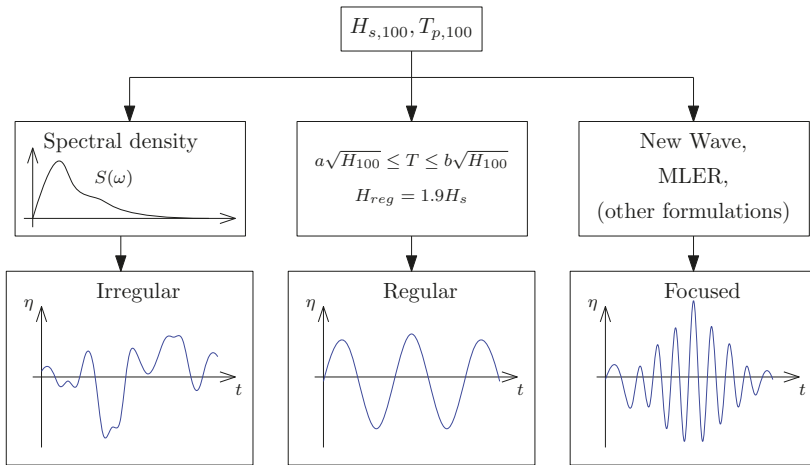 H_{s,100}, T_{p,100}
Spectral density
S(ω)
a√H_{100} ≤ T ≤ b√H_{100}
H_{reg} = 1.9H_s
New Wave,
MLER,
(other formulations)
Irregular
η
t
Regular
η
t
Focused
η
t